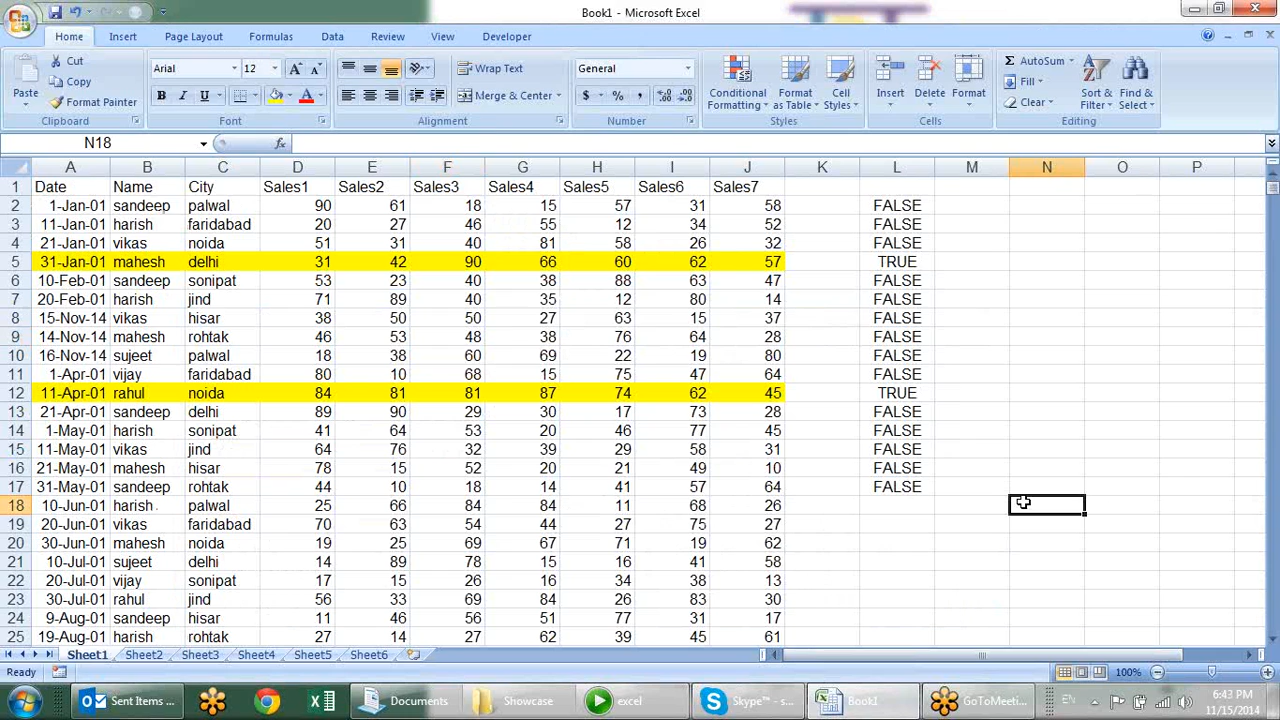 Book1 - Microsoft Excel
Home Insert Page Layout Formulas Data Review View Developer
Paste Cut Copy Format Painter Clipboard
Arial 12 A A B I U A Font
Wrap Text Merge & Center Alignment
General $ % , Number
Conditional Formatting Format as Table Cell Styles Styles
Insert Delete Format Cells
Σ AutoSum Fill Clear Sort & Filter Find & Select Editing
N18 fx
A B C D E F G H I J K L M N O P
1 Date Name City Sales1 Sales2 Sales3 Sales4 Sales5 Sales6 Sales7
2 1-Jan-01 sandeep palwal 90 61 18 15 57 31 58 FALSE
3 11-Jan-01 harish faridabad 20 27 46 55 12 34 52 FALSE
4 21-Jan-01 vikas noida 51 31 40 81 58 26 32 FALSE
5 31-Jan-01 mahesh delhi 31 42 90 66 60 62 57 TRUE
6 10-Feb-01 sandeep sonipat 53 23 40 38 88 63 47 FALSE
7 20-Feb-01 harish jind 71 89 40 35 12 80 14 FALSE
8 15-Nov-14 vikas hisar 38 50 50 27 63 15 37 FALSE
9 14-Nov-14 mahesh rohtak 46 53 48 38 76 64 28 FALSE
10 16-Nov-14 sujeet palwal 18 38 60 69 22 19 80 FALSE
11 1-Apr-01 vijay faridabad 80 10 68 15 75 47 64 FALSE
12 11-Apr-01 rahul noida 84 81 81 87 74 62 45 TRUE
13 21-Apr-01 sandeep delhi 89 90 29 30 17 73 28 FALSE
14 1-May-01 harish sonipat 41 64 53 20 46 77 45 FALSE
15 11-May-01 vikas jind 64 76 32 39 29 58 31 FALSE
16 21-May-01 mahesh hisar 78 15 52 20 21 49 10 FALSE
17 31-May-01 sandeep rohtak 44 10 18 14 41 57 64 FALSE
18 10-Jun-01 harish palwal 25 66 84 84 11 68 26
19 20-Jun-01 vikas faridabad 70 63 54 44 27 75 27
20 30-Jun-01 mahesh noida 19 25 69 67 71 19 62
21 10-Jul-01 sujeet delhi 14 89 78 15 16 41 58
22 20-Jul-01 vijay sonipat 17 15 26 16 34 38 13
23 30-Jul-01 rahul jind 56 33 69 84 26 83 30
24 9-Aug-01 sandeep hisar 11 46 56 51 77 31 17
25 19-Aug-01 harish rohtak 27 14 27 62 39 45 61
Sheet1 Sheet2 Sheet3 Sheet4 Sheet5 Sheet6
Ready 100%
Sent Items ... Documents Showcase excel Skype™ - s... Book1 GoToMeeti... EN 6:43 PM
11/15/2014